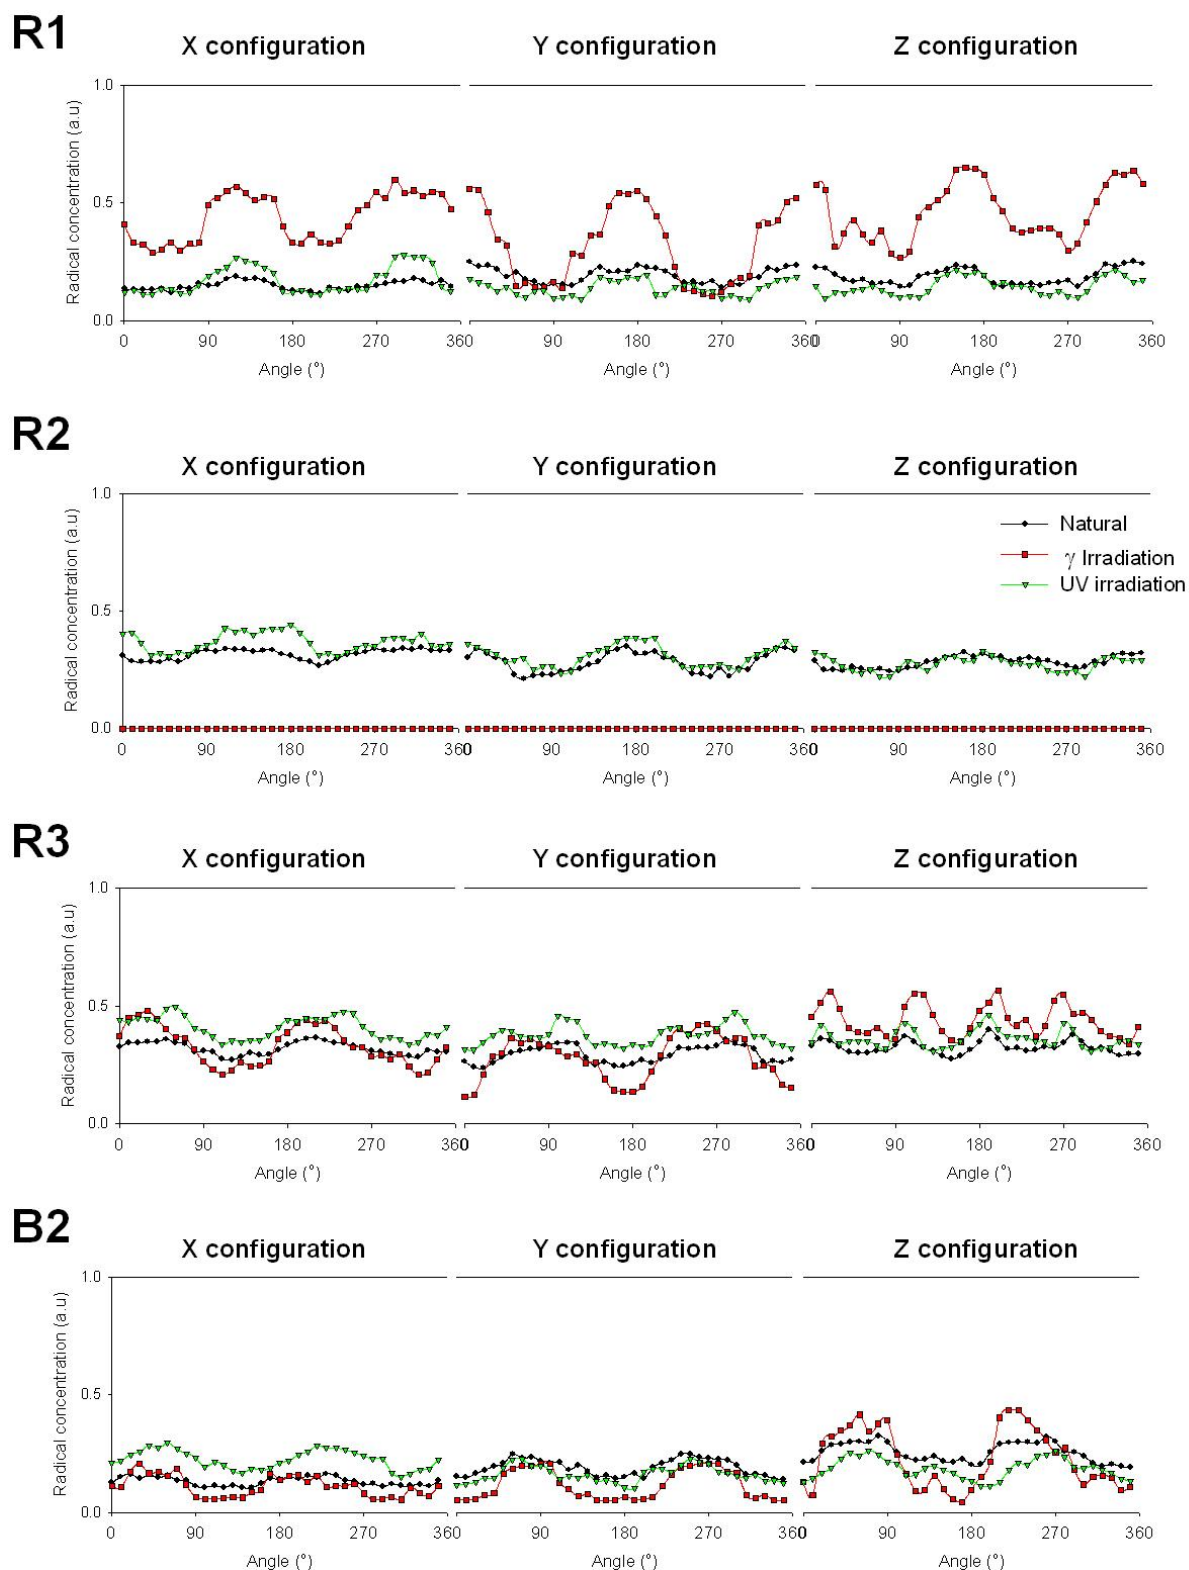 R1
X configuration Y configuration Z configuration
Radical concentration (a.u)
1.0
0.5
0.0
0 90 180 270 360 90 180 270 360 0 90 180 270 360
Angle (°) Angle (°) Angle (°)
R2
X configuration Y configuration Z configuration
Radical concentration (a.u)
1.0
0.5
0.0
Natural
γ Irradiation
UV irradiation
0 90 180 270 360 0 90 180 270 360 0 90 180 270 360
Angle (°) Angle (°) Angle (°)
R3
X configuration Y configuration Z configuration
Radical concentration (a.u)
1.0
0.5
0.0
0 90 180 270 360 0 90 180 270 360 0 90 180 270 360
Angle (°) Angle (°) Angle (°)
B2
X configuration Y configuration Z configuration
Radical concentration (a.u)
1.0
0.5
0.0
0 90 180 270 360 90 180 270 360 0 90 180 270 360
Angle (°) Angle (°) Angle (°)